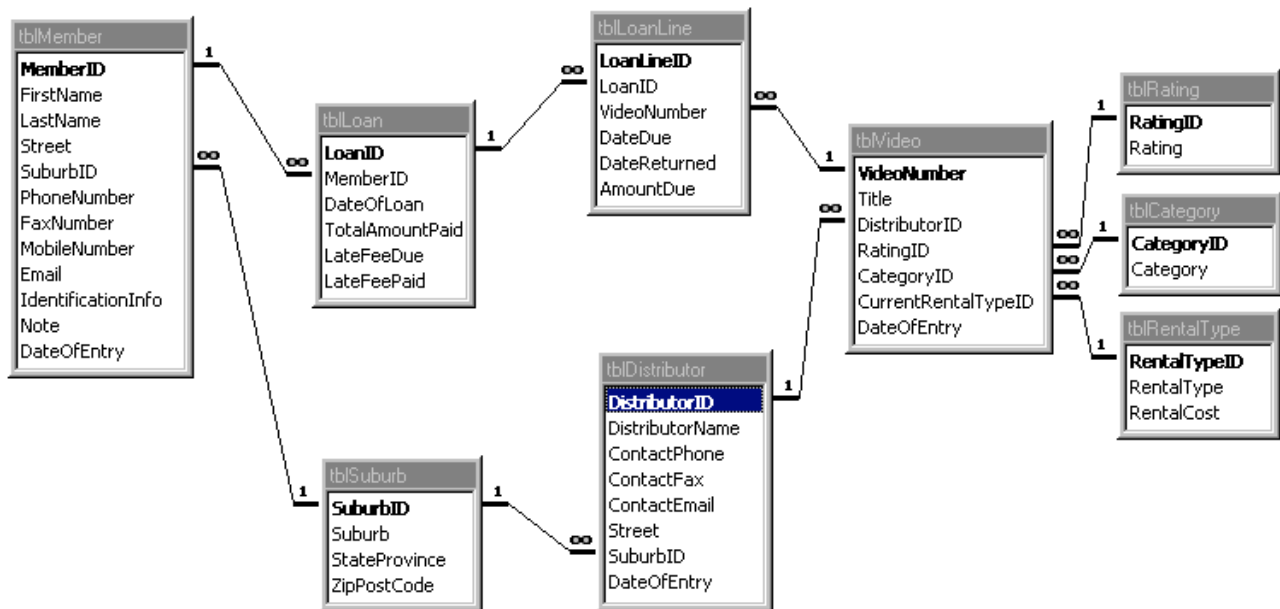 tblMember
MemberID
FirstName
LastName
Street
SuburbID
PhoneNumber
FaxNumber
MobileNumber
Email
IdentificationInfo
Note
DateOfEntry
1
∞
∞
1
tblLoan
LoanID
MemberID
DateOfLoan
TotalAmountPaid
LateFeeDue
LateFeePaid
1
∞
tblLoanLine
LoanLineID
LoanID
VideoNumber
DateDue
DateReturned
AmountDue
∞
1
tblVideo
VideoNumber
Title
DistributorID
RatingID
CategoryID
CurrentRentalTypeID
DateOfEntry
∞
∞
∞
∞
1
1
1
tblRating
RatingID
Rating
tblCategory
CategoryID
Category
tblRentalType
RentalTypeID
RentalType
RentalCost
tblSuburb
SuburbID
Suburb
StateProvince
ZipPostCode
1
∞
tblDistributor
DistributorID
DistributorName
ContactPhone
ContactFax
ContactEmail
Street
SuburbID
DateOfEntry
1